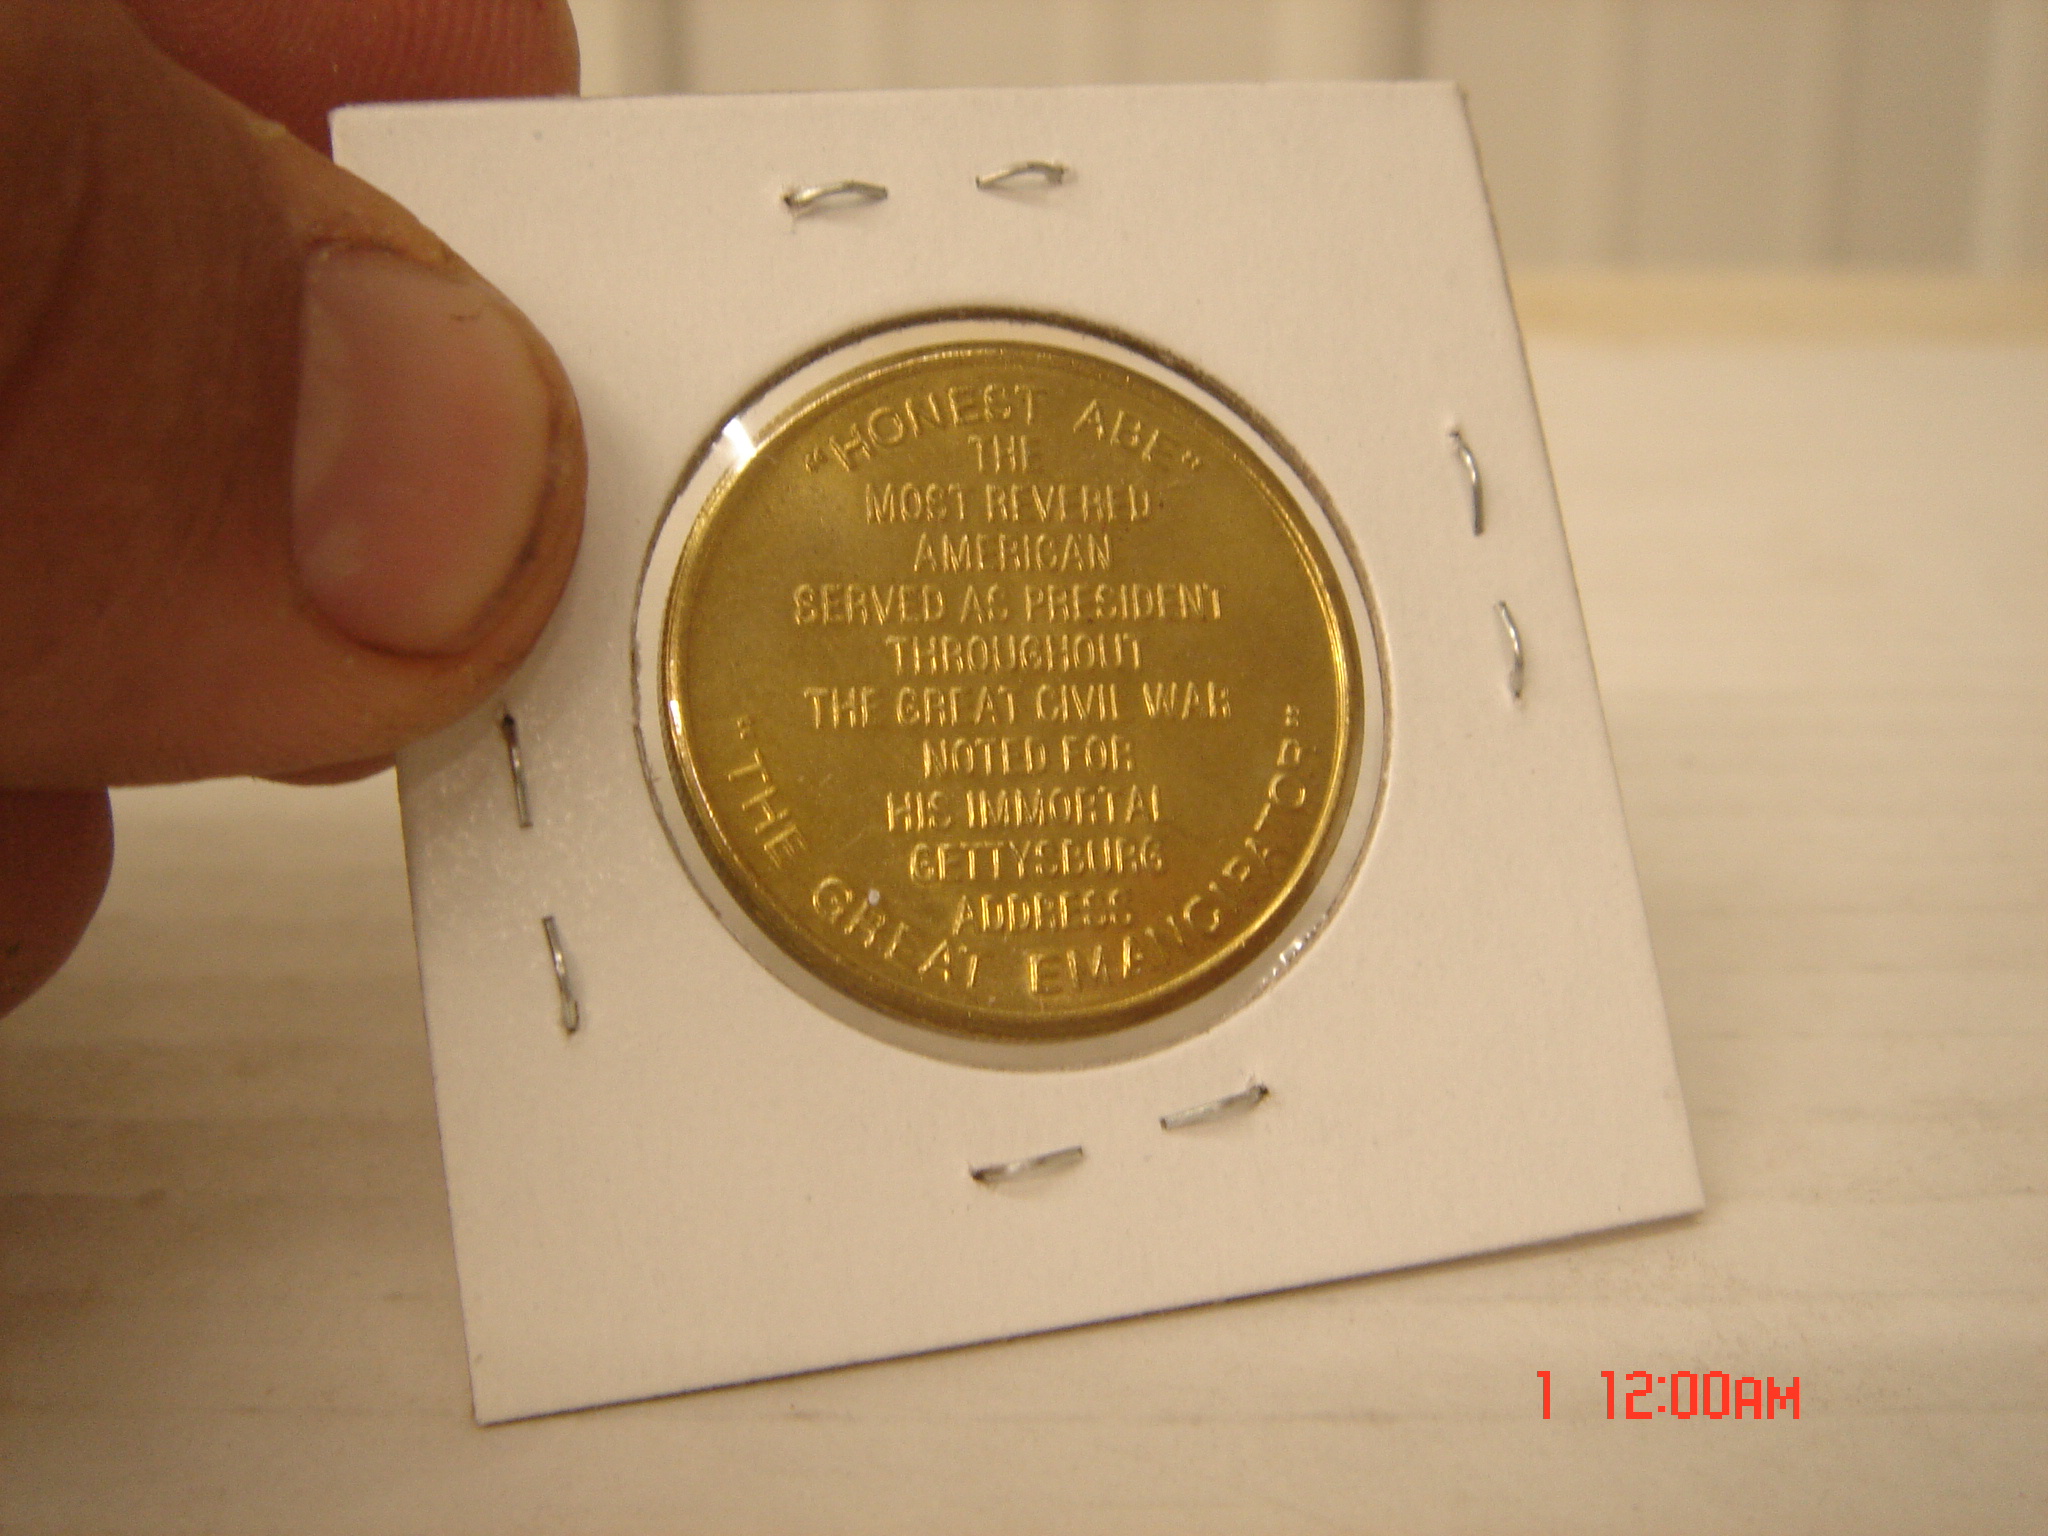 "HONEST ABE"
THE
MOST REVERED
AMERICAN
SERVED AS PRESIDENT
THROUGHOUT
THE GREAT CIVIL WAR
NOTED FOR
HIS IMMORTAL
GETTYSBURG
ADDRESS
"THE GREAT EMANCIPATOR"
1 12:00AM